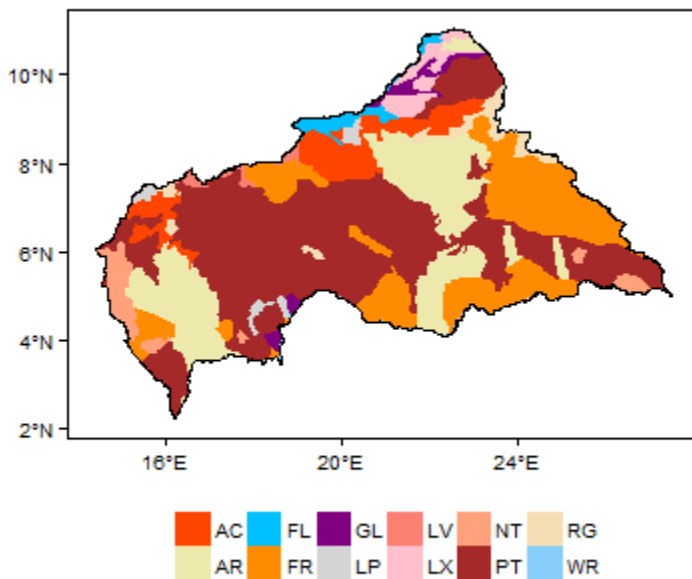 10°N
8°N
6°N
4°N
2°N
16°E 20°E 24°E
AC FL GL LV NT RG
AR FR LP LX PT WR